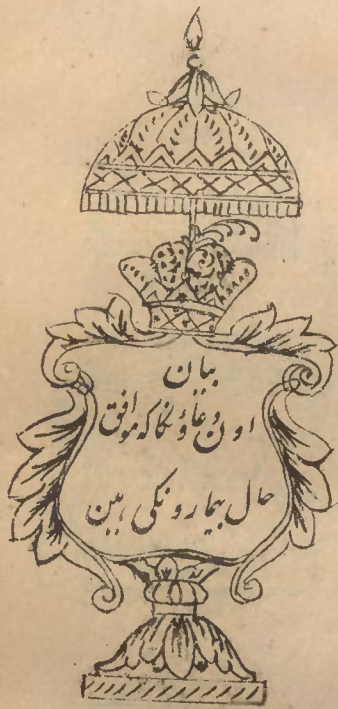 بیان
اون دعاؤنکا که موافق
حال بیمارونکی ہین